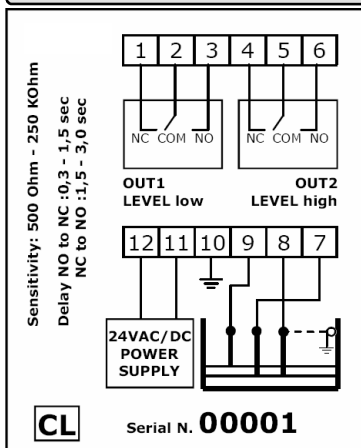 1 2 3 4 5 6
NC COM NO NC COM NO
OUT1
LEVEL low
OUT2
LEVEL high
12 11 10 9 8 7
24VAC/DC
POWER
SUPPLY
Sensitivity: 500 Ohm - 250 KOhm
Delay NO to NC :0,3 - 1,5 sec
NC to NO :1,5 - 3,0 sec
CL
Serial N. 00001